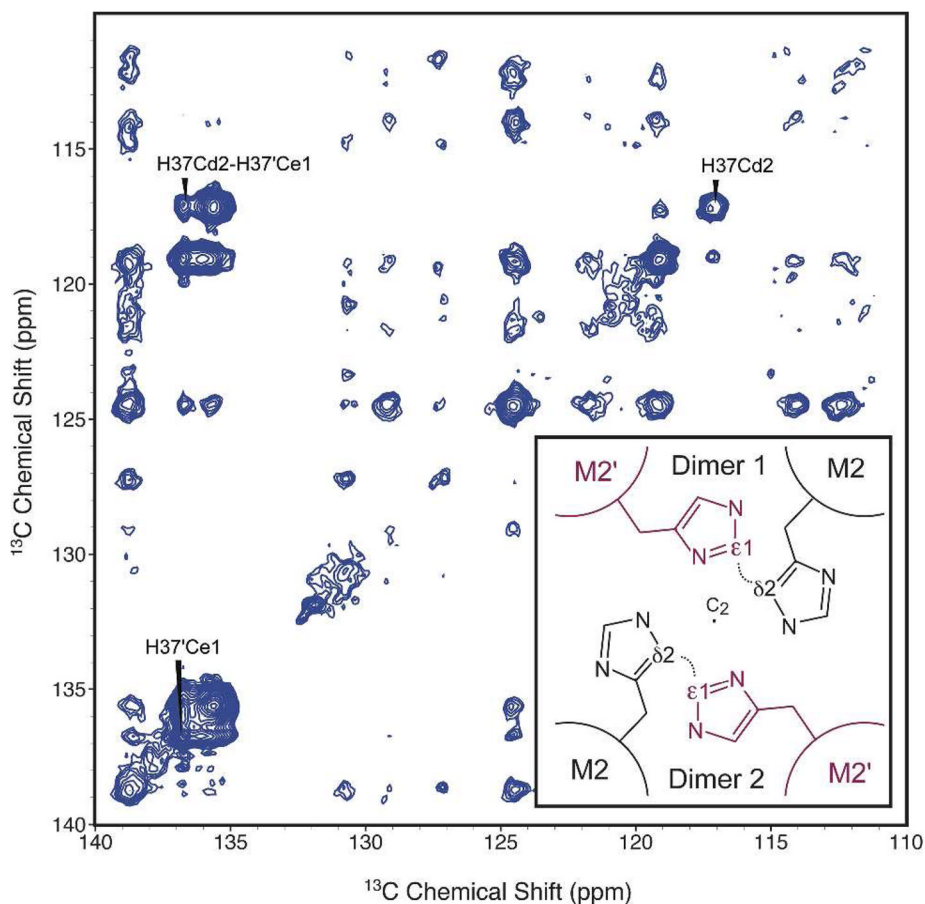 115
120
125
130
135
140
¹³C Chemical Shift (ppm)
H37Cd2-H37'Ce1
H37Cd2
H37'Ce1
M2' Dimer 1 M2
N
N ε1
δ2 N
N
C₂
N
N δ2
ε1 N
N
M2 Dimer 2 M2'
140 135 130 125 120 115 110
¹³C Chemical Shift (ppm)